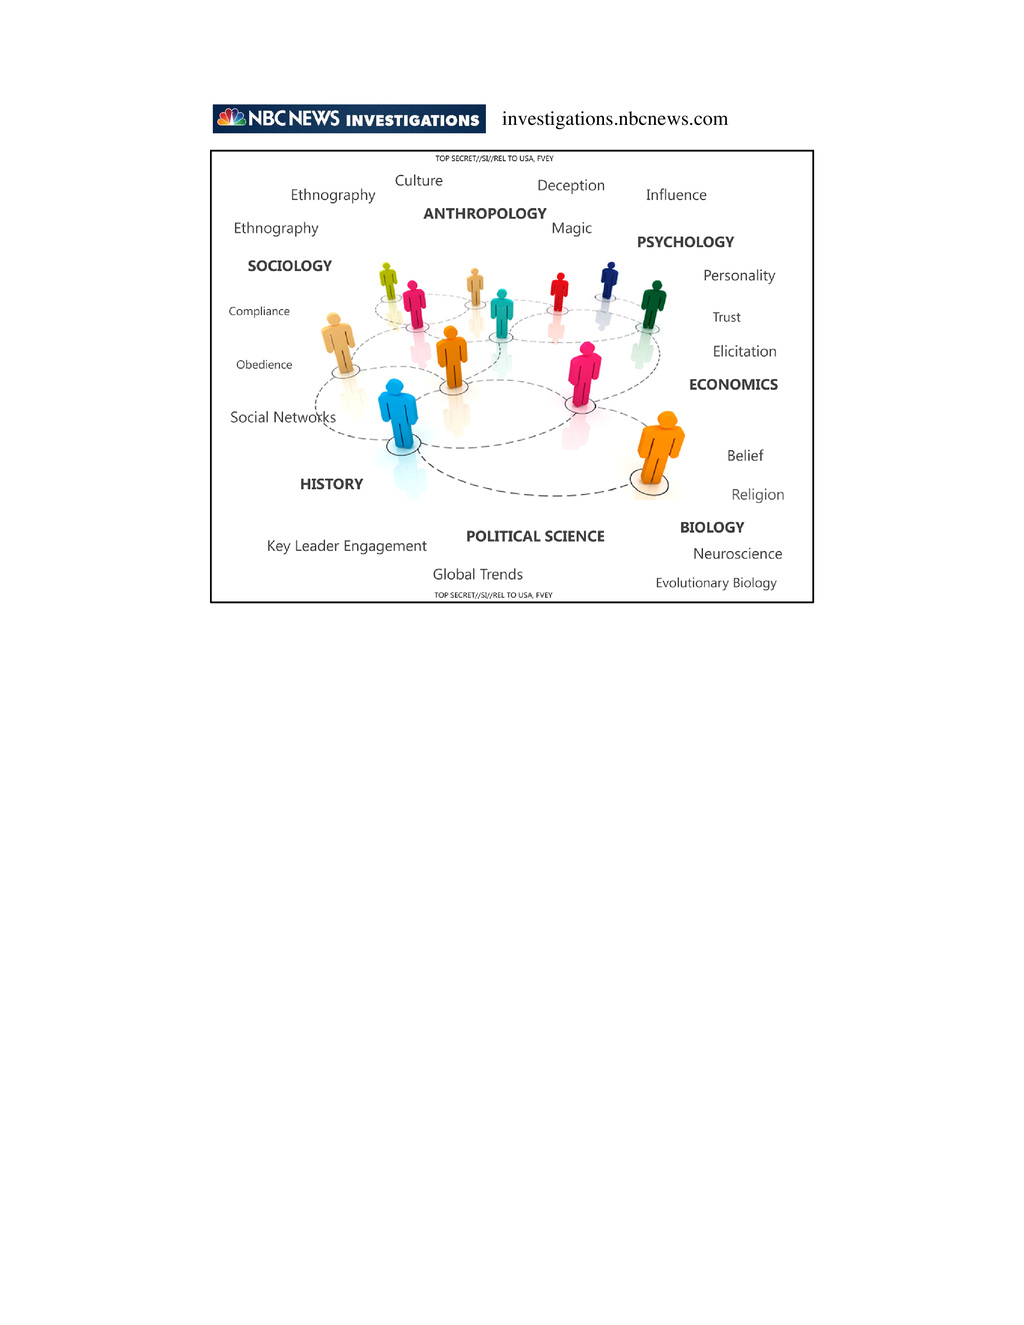 NBC NEWS INVESTIGATIONS investigations.nbcnews.com
TOP SECRET//SI//REL TO USA, FVEY
Culture
Deception
Ethnography
Influence
ANTHROPOLOGY
Ethnography
Magic
PSYCHOLOGY
SOCIOLOGY
Personality
Compliance
Trust
Elicitation
Obedience
ECONOMICS
Social Networks
Belief
HISTORY
Religion
BIOLOGY
POLITICAL SCIENCE
Key Leader Engagement
Neuroscience
Global Trends
Evolutionary Biology
TOP SECRET//SI//REL TO USA, FVEY